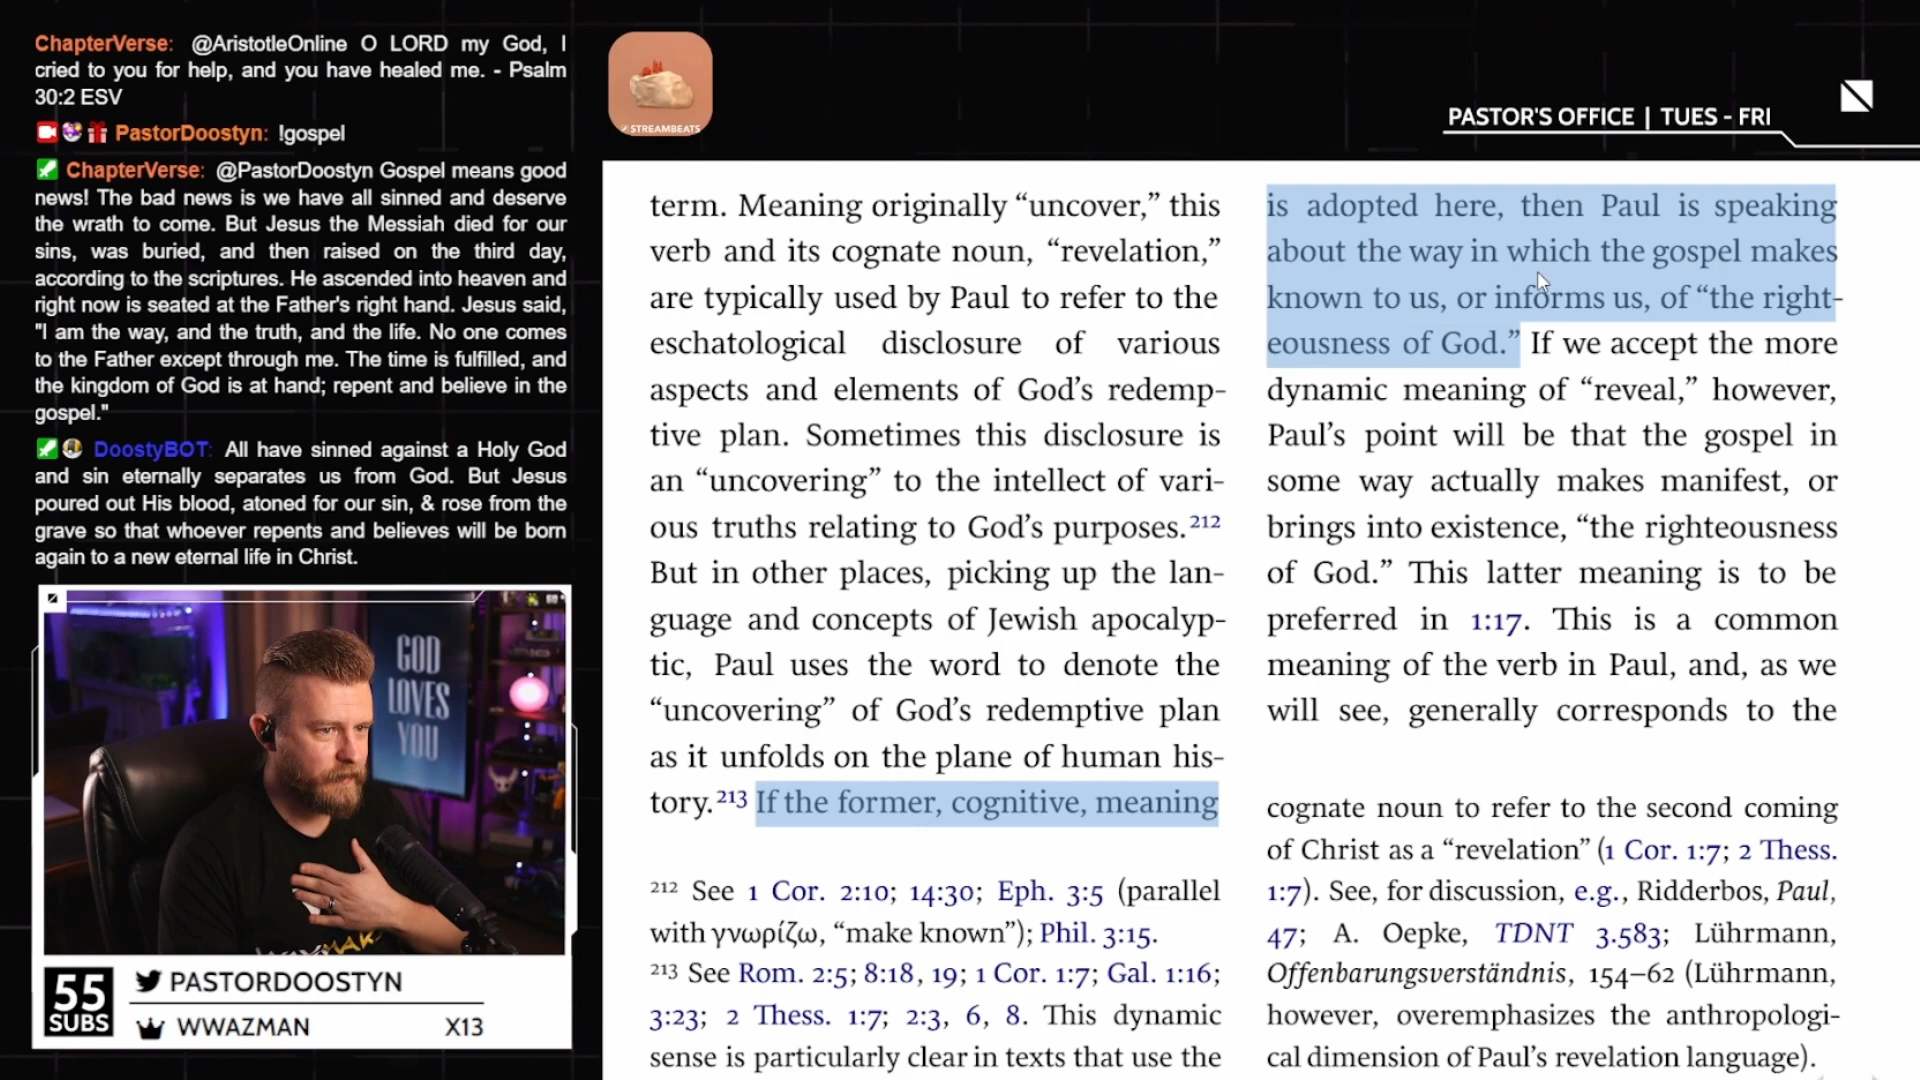 ChapterVerse: @AristotleOnline O LORD my God, I
cried to you for help, and you have healed me. - Psalm
30:2 ESV
PastorDoostyn: !gospel
ChapterVerse: @PastorDoostyn Gospel means good
news! The bad news is we have all sinned and deserve
the wrath to come. But Jesus the Messiah died for our
sins, was buried, and then raised on the third day,
according to the scriptures. He ascended into heaven and
right now is seated at the Father's right hand. Jesus said,
"I am the way, and the truth, and the life. No one comes
to the Father except through me. The time is fulfilled, and
the kingdom of God is at hand; repent and believe in the
gospel."
DoostyBOT: All have sinned against a Holy God
and sin eternally separates us from God. But Jesus
poured out His blood, atoned for our sin, & rose from the
grave so that whoever repents and believes will be born
again to a new eternal life in Christ.
GOD
LOVES
YOU
55
SUBS
PASTORDOOSTYN
WWAZMAN X13
STREAMBEATS
PASTOR'S OFFICE | TUES - FRI
term. Meaning originally “uncover,” this
verb and its cognate noun, “revelation,”
are typically used by Paul to refer to the
eschatological disclosure of various
aspects and elements of God’s redemp-
tive plan. Sometimes this disclosure is
an “uncovering” to the intellect of vari-
ous truths relating to God’s purposes.212
But in other places, picking up the lan-
guage and concepts of Jewish apocalyp-
tic, Paul uses the word to denote the
“uncovering” of God’s redemptive plan
as it unfolds on the plane of human his-
tory.213 If the former, cognitive, meaning
212 See 1 Cor. 2:10; 14:30; Eph. 3:5 (parallel
with γνωρίζω, “make known”); Phil. 3:15.
213 See Rom. 2:5; 8:18, 19; 1 Cor. 1:7; Gal. 1:16;
3:23; 2 Thess. 1:7; 2:3, 6, 8. This dynamic
sense is particularly clear in texts that use the
is adopted here, then Paul is speaking
about the way in which the gospel makes
known to us, or informs us, of “the right-
eousness of God.” If we accept the more
dynamic meaning of “reveal,” however,
Paul’s point will be that the gospel in
some way actually makes manifest, or
brings into existence, “the righteousness
of God.” This latter meaning is to be
preferred in 1:17. This is a common
meaning of the verb in Paul, and, as we
will see, generally corresponds to the
cognate noun to refer to the second coming
of Christ as a “revelation” (1 Cor. 1:7; 2 Thess.
1:7). See, for discussion, e.g., Ridderbos, Paul,
47; A. Oepke, TDNT 3.583; Lührmann,
Offenbarungsverständnis, 154–62 (Lührmann,
however, overemphasizes the anthropologi-
cal dimension of Paul’s revelation language).